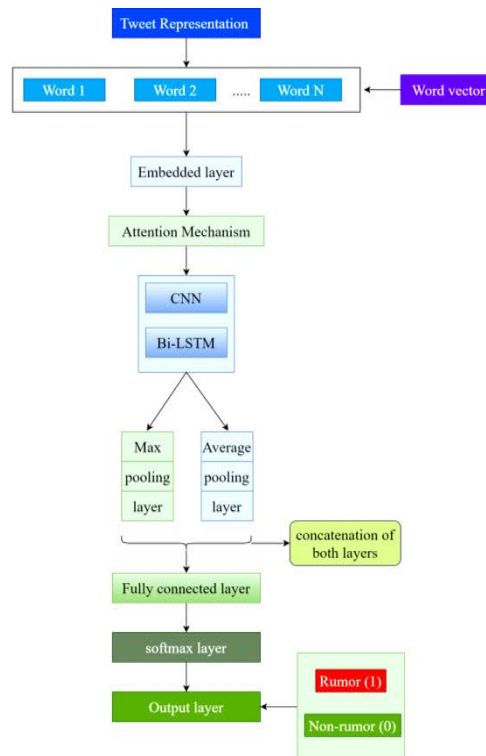 Tweet Representation
Word 1 Word 2 ..... Word N
Word vector
Embedded layer
Attention Mechanism
CNN
Bi-LSTM
Max
pooling
layer
Average
pooling
layer
concatenation of
both layers
Fully connected layer
softmax layer
Output layer
Rumor (1)
Non-rumor (0)